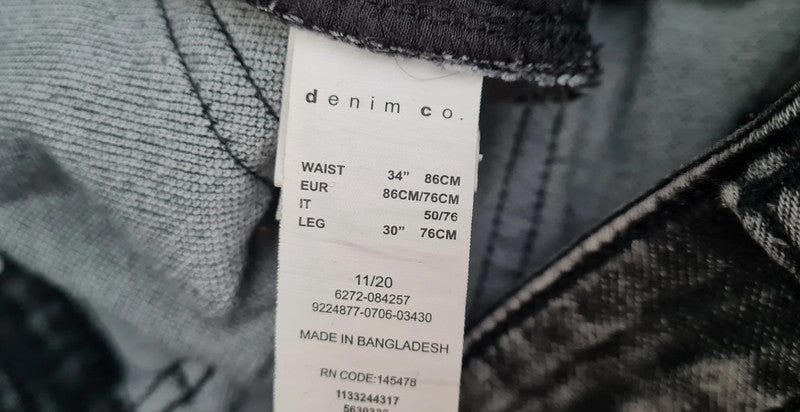 denim co.
WAIST 34" 86CM
EUR 86CM/76CM
IT 50/76
LEG 30" 76CM
11/20
6272-084257
9224877-0706-03430
MADE IN BANGLADESH
RN CODE:145478
1133244317